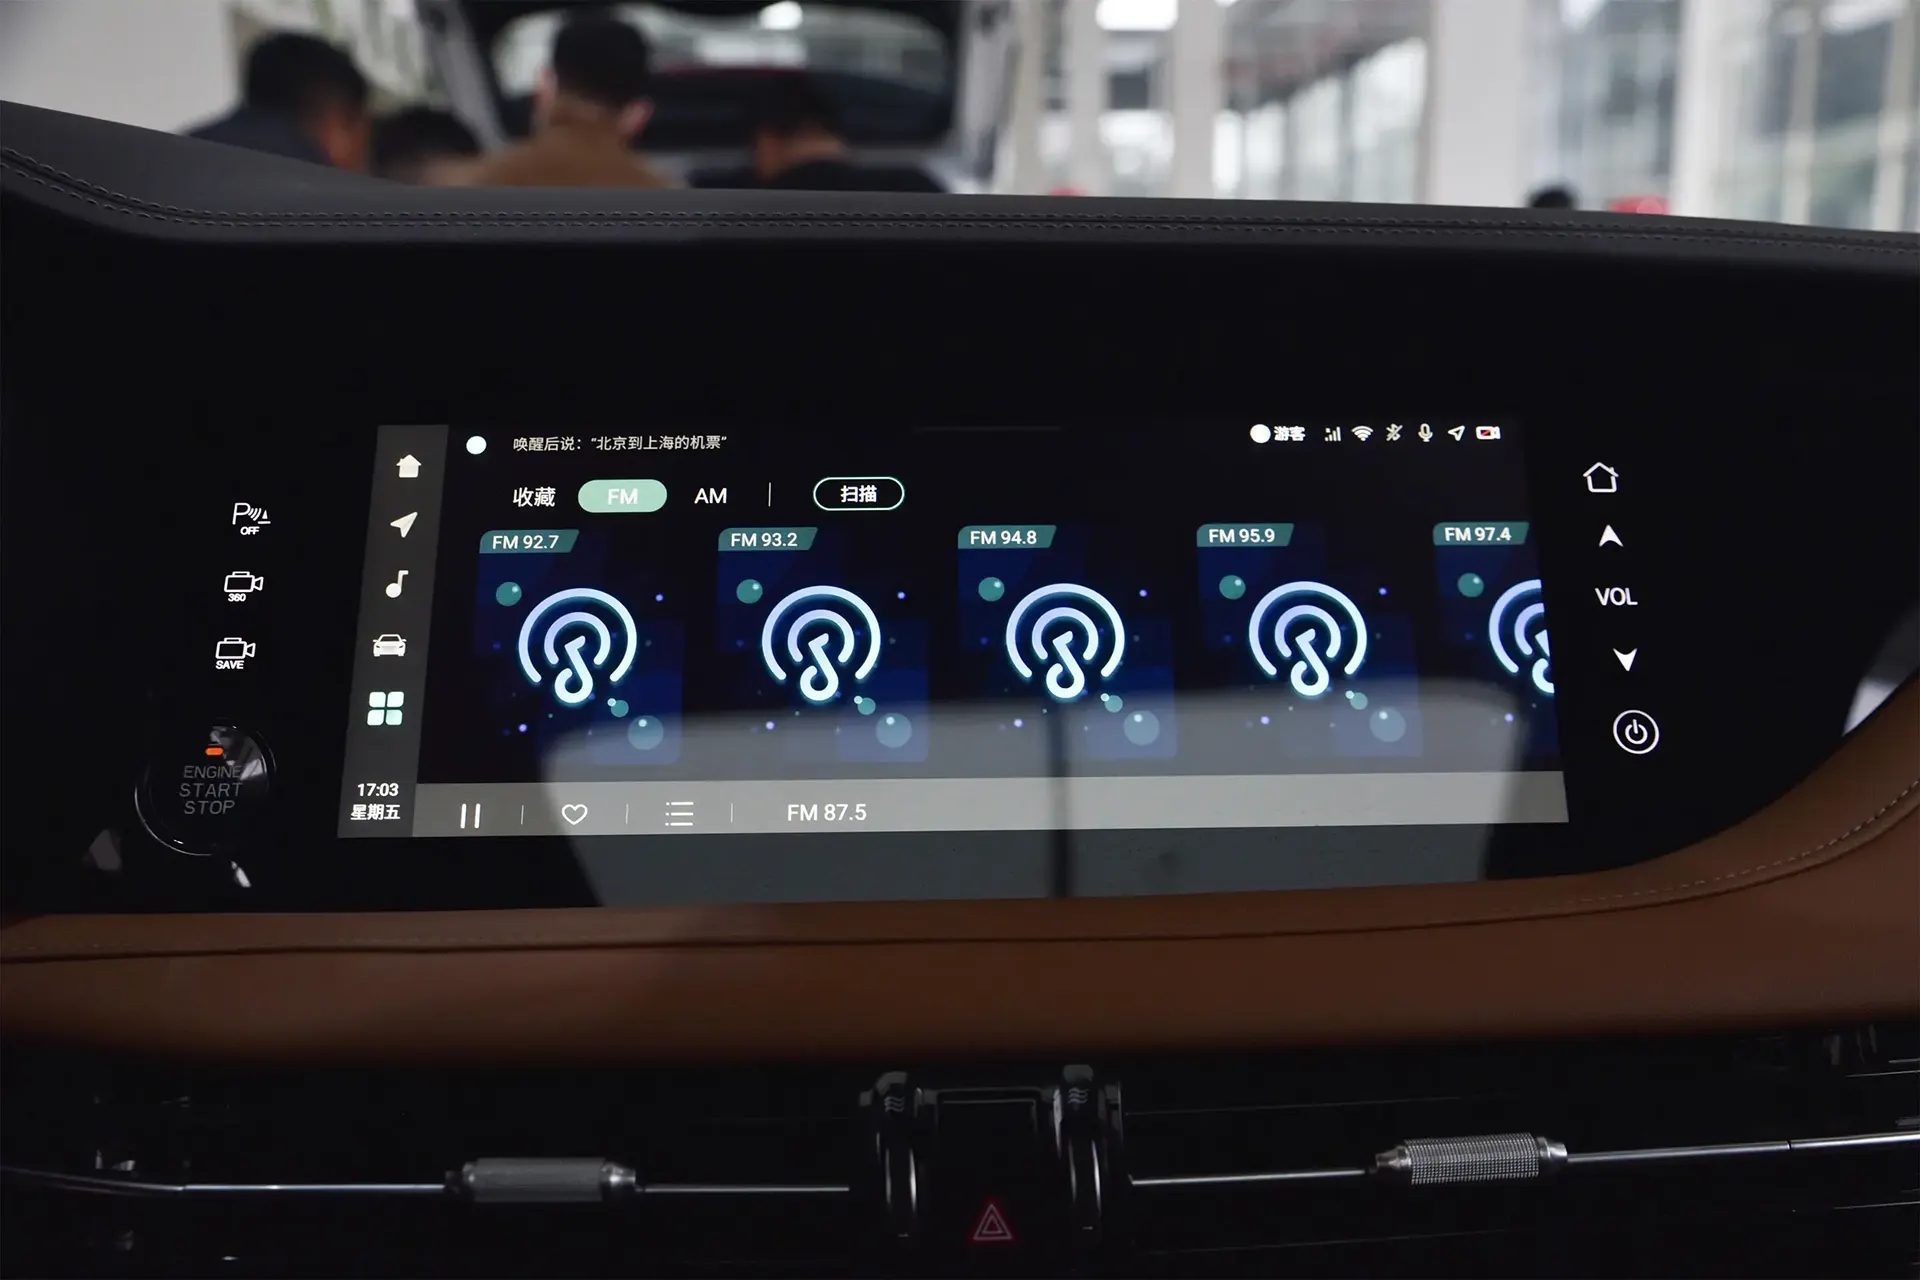 唤醒后说：“北京到上海的机票”
游客
收藏 FM AM 扫描
FM 92.7
FM 93.2
FM 94.8
FM 95.9
FM 97.4
P OFF
360
SAVE
ENGINE
START
STOP
VOL
17:03
星期五
FM 87.5